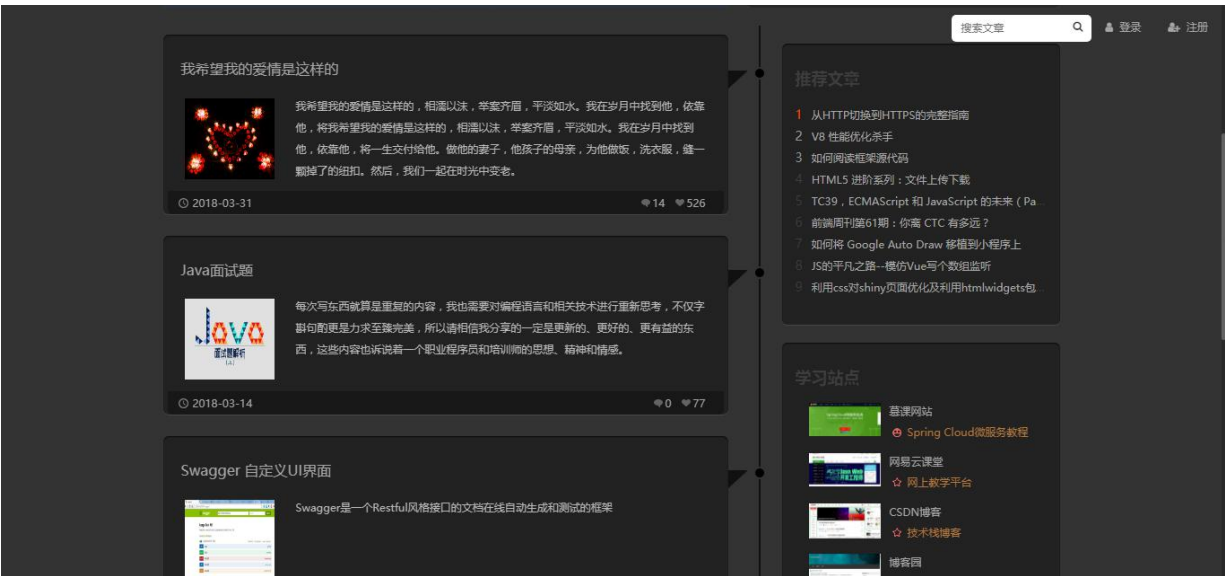 搜索文章
登录
注册
我希望我的爱情是这样的
我希望我的爱情是这样的，相濡以沫，举案齐眉，平淡如水。我在岁月中找到他，依靠
他，将我希望我的爱情是这样的，相濡以沫，举案齐眉，平淡如水。我在岁月中找到
他，依靠他，将一生交付给他。做他的妻子，他孩子的母亲，为他做饭，洗衣服，缝一
颗掉了的纽扣。然后，我们一起在时光中变老。
2018-03-31
14 526
Java面试题
Java
面试题解析
每次写东西就算是重复的内容，我也需要对编程语言和相关技术进行重新思考，不仅字
斟句酌更是力求至臻完美，所以请相信我分享的一定是更新的、更好的、更有益的东
西，这些内容也诉说着一个职业程序员和培训师的思想、精神和情感。
2018-03-14
0 77
Swagger 自定义UI界面
Swagger是一个Restful风格接口的文档在线自动生成和测试的框架
推荐文章
1 从HTTP切换到HTTPS的完整指南
2 V8 性能优化杀手
3 如何阅读框架源代码
4 HTML5 进阶系列：文件上传下载
5 TC39，ECMAScript 和 JavaScript 的未来（Pa...
6 前端周刊第61期：你离 CTC 有多远？
7 如何将 Google Auto Draw 移植到小程序上
8 JS的平凡之路--模仿Vue写个数组监听
9 利用css对shiny页面优化及利用htmlwidgets包...
学习站点
慕课网站
Spring Cloud微服务教程
网易云课堂
网上教学平台
CSDN博客
技术栈博客
博客园